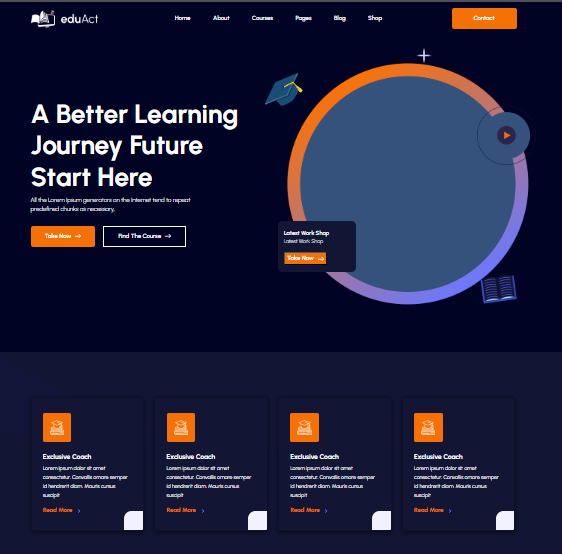 eduAct
Home About Courses Pages Blog Shop Contact
A Better Learning
Journey Future
Start Here
All the Lorem Ipsum generators on the Internet tend to repeat
predefined chunks as necessary.
Take Now → Find The Course →
Latest Work Shop
Latest Work Shop
Take Now →
Exclusive Coach
Lorem ipsum dolor sit amet
consectetur. Convallis ornare semper
id hendrerit diam. Mauris cursus
suscipit
Read More >
Exclusive Coach
Lorem ipsum dolor sit amet
consectetur. Convallis ornare semper
id hendrerit diam. Mauris cursus
suscipit
Read More >
Exclusive Coach
Lorem ipsum dolor sit amet
consectetur. Convallis ornare semper
id hendrerit diam. Mauris cursus
suscipit
Read More >
Exclusive Coach
Lorem ipsum dolor sit amet
consectetur. Convallis ornare semper
id hendrerit diam. Mauris cursus
suscipit
Read More >